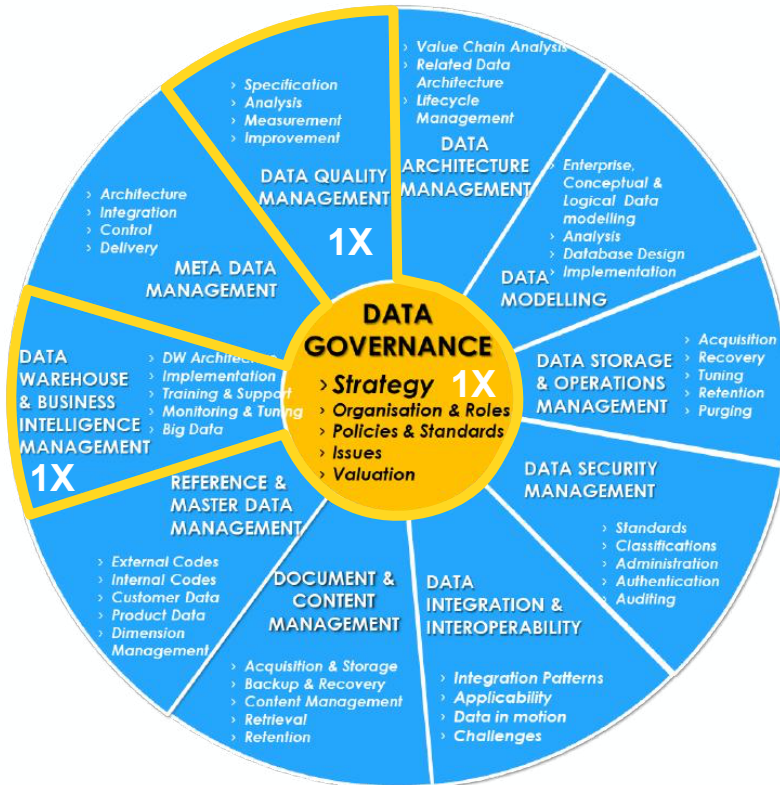 › Value Chain Analysis
› Related Data
Architecture
› Lifecycle
Management
DATA
ARCHITECTURE
MANAGEMENT
› Enterprise,
Conceptual &
Logical Data
modelling
› Analysis
› Database Design
› Implementation
DATA
MODELLING
› Acquisition
› Recovery
› Tuning
› Retention
› Purging
DATA STORAGE
& OPERATIONS
MANAGEMENT
DATA SECURITY
MANAGEMENT
› Standards
› Classifications
› Administration
› Authentication
› Auditing
DATA
INTEGRATION &
INTEROPERABILITY
› Integration Patterns
› Applicability
› Data in motion
› Challenges
DOCUMENT &
CONTENT
MANAGEMENT
› Acquisition & Storage
› Backup & Recovery
› Content Management
› Retrieval
› Retention
REFERENCE &
MASTER DATA
MANAGEMENT
› External Codes
› Internal Codes
› Customer Data
› Product Data
› Dimension
Management
DATA
WAREHOUSE
& BUSINESS
INTELLIGENCE
MANAGEMENT
1X
› DW Architecture
› Implementation
› Training & Support
› Monitoring & Tuning
› Big Data
› Architecture
› Integration
› Control
› Delivery
META DATA
MANAGEMENT
› Specification
› Analysis
› Measurement
› Improvement
DATA QUALITY
MANAGEMENT
1X
DATA
GOVERNANCE
› Strategy
1X
› Organisation & Roles
› Policies & Standards
› Issues
› Valuation